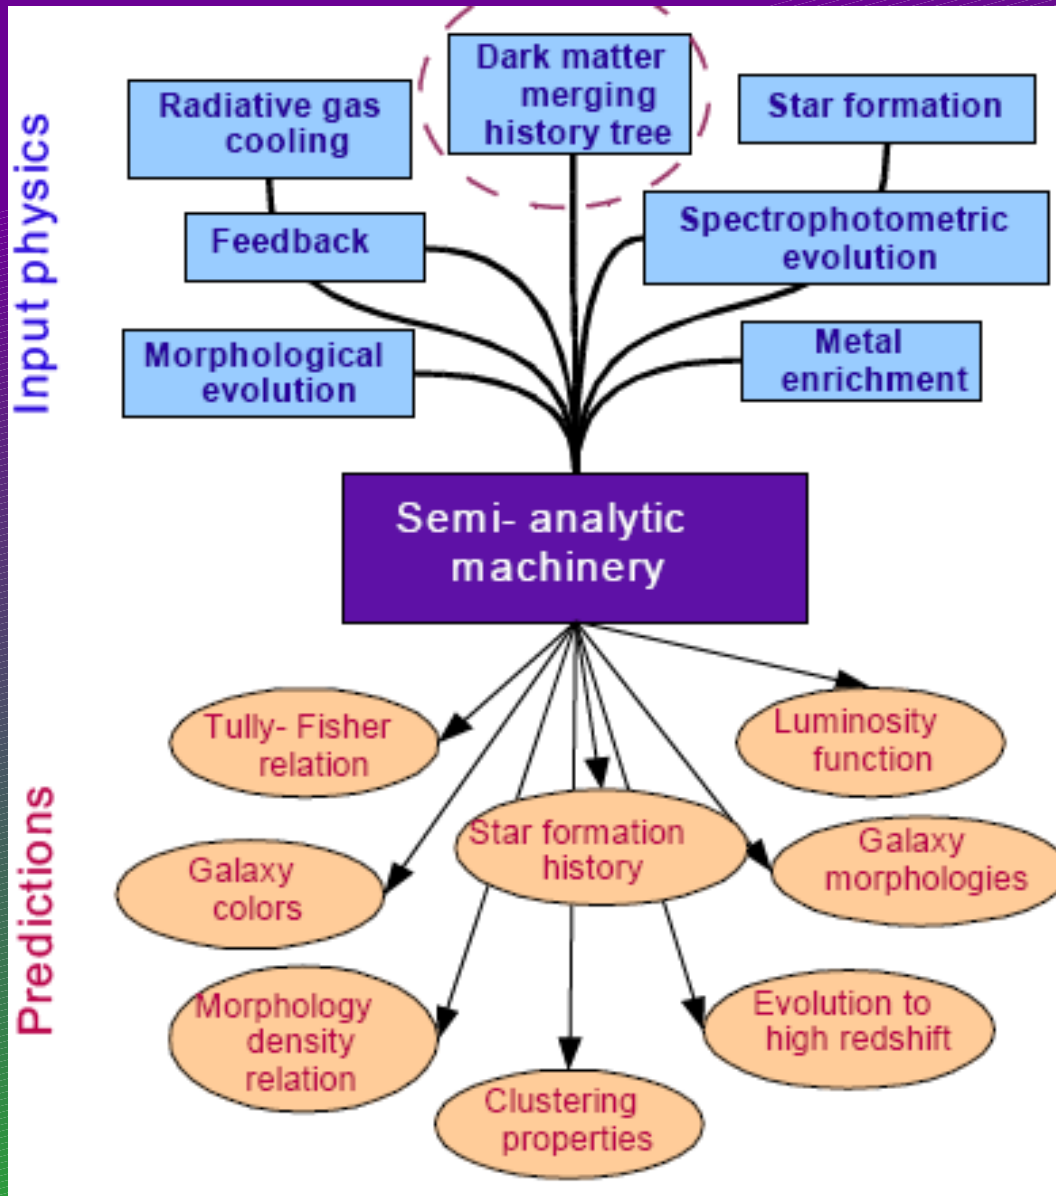 Input physics
Dark matter
merging
history tree
Radiative gas
cooling
Star formation
Feedback
Spectrophotometric
evolution
Morphological
evolution
Metal
enrichment
Semi- analytic
machinery
Predictions
Tully- Fisher
relation
Luminosity
function
Star formation
history
Galaxy
colors
Galaxy
morphologies
Morphology
density
relation
Evolution to
high redshift
Clustering
properties